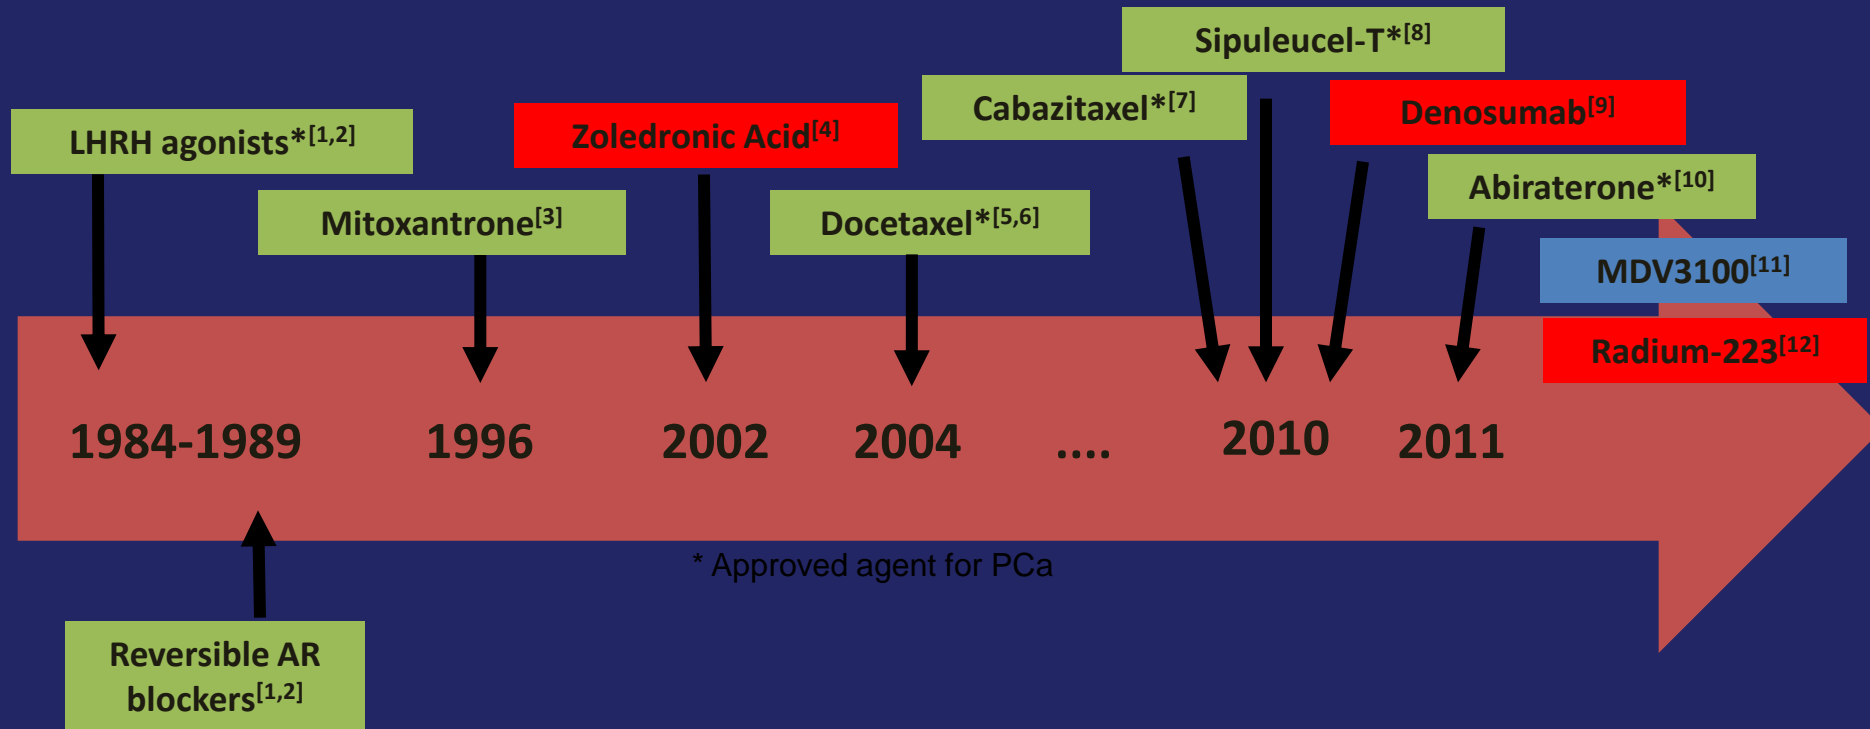 Sipuleucel-T*[8]
Cabazitaxel*[7]
Denosumab[9]
LHRH agonists*[1,2]
Zoledronic Acid[4]
Abiraterone*[10]
Mitoxantrone[3]
Docetaxel*[5,6]
MDV3100[11]
Radium-223[12]
1984-1989
1996
2002
2004
....
2010
2011
* Approved agent for PCa
Reversible AR
blockers[1,2]